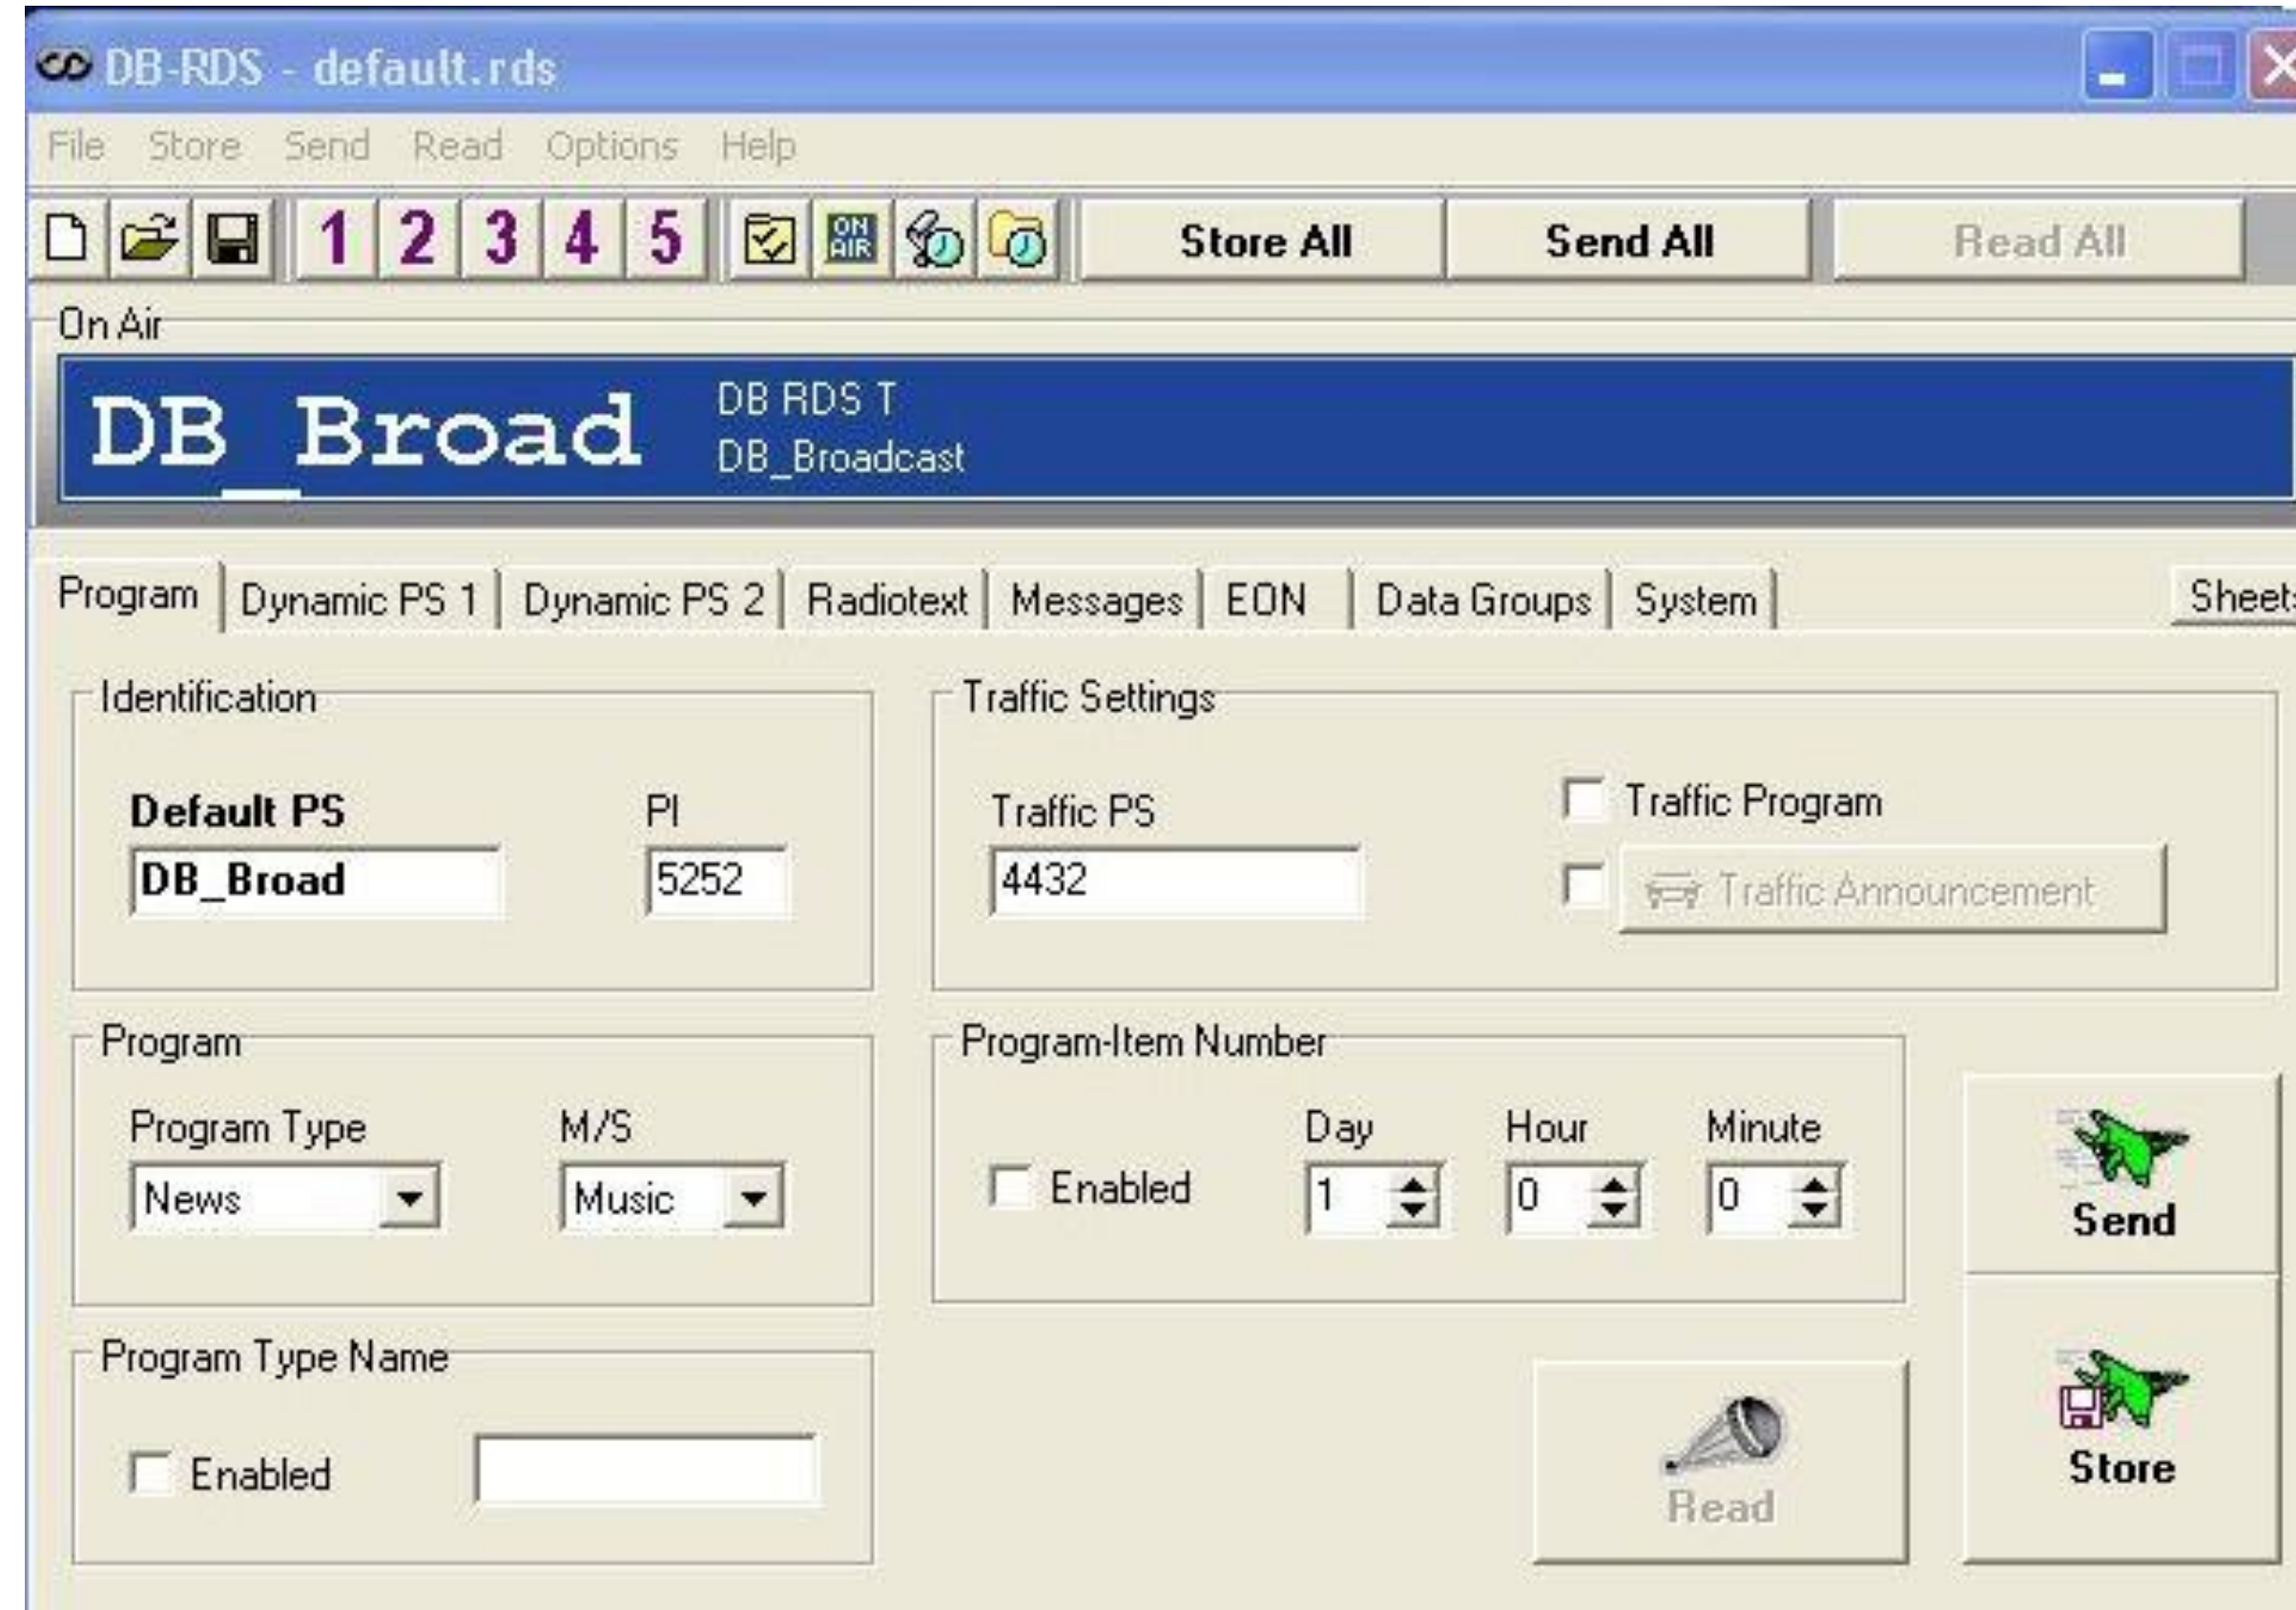 DB-RDS - default.rds
File Store Send Read Options Help
1 2 3 4 5 ON AIR Store All Send All Read All
On Air
DB_Broad
DB RDS T
DB_Broadcast
Program Dynamic PS 1 Dynamic PS 2 Radiotext Messages EON Data Groups System Sheets
Identification
Default PS PI
DB_Broad 5252
Traffic Settings
Traffic PS
4432
Traffic Program
Traffic Announcement
Program
Program Type M/S
News Music
Program-Item Number
Day Hour Minute
Enabled 1 0 0
Send
Program Type Name
Enabled
Read
Store